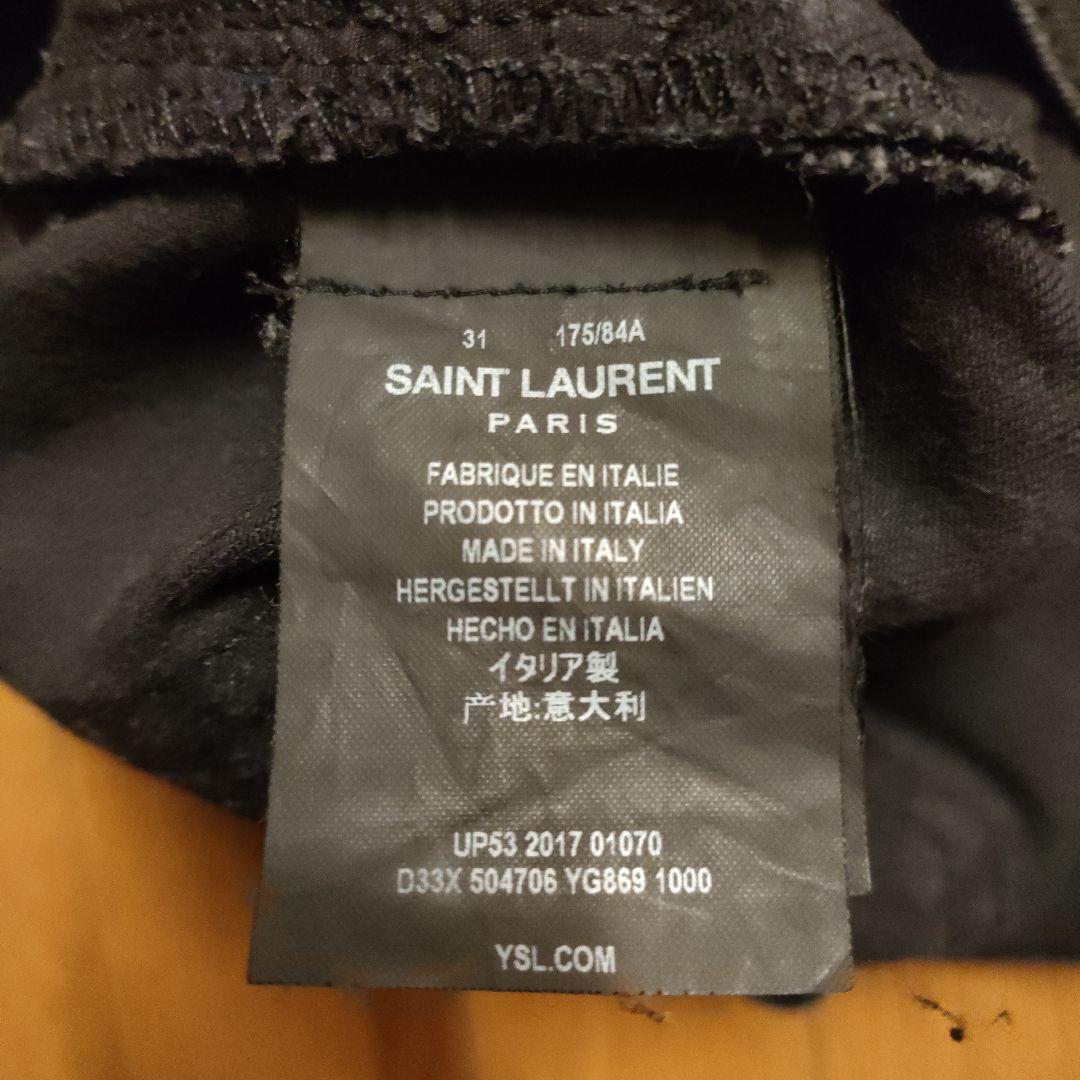 31 175/84A
SAINT LAURENT
PARIS
FABRIQUE EN ITALIE
PRODOTTO IN ITALIA
MADE IN ITALY
HERGESTELLT IN ITALIEN
HECHO EN ITALIA
イタリア製
产地:意大利
UP53 2017 01070
D33X 504706 YG869 1000
YSL.COM